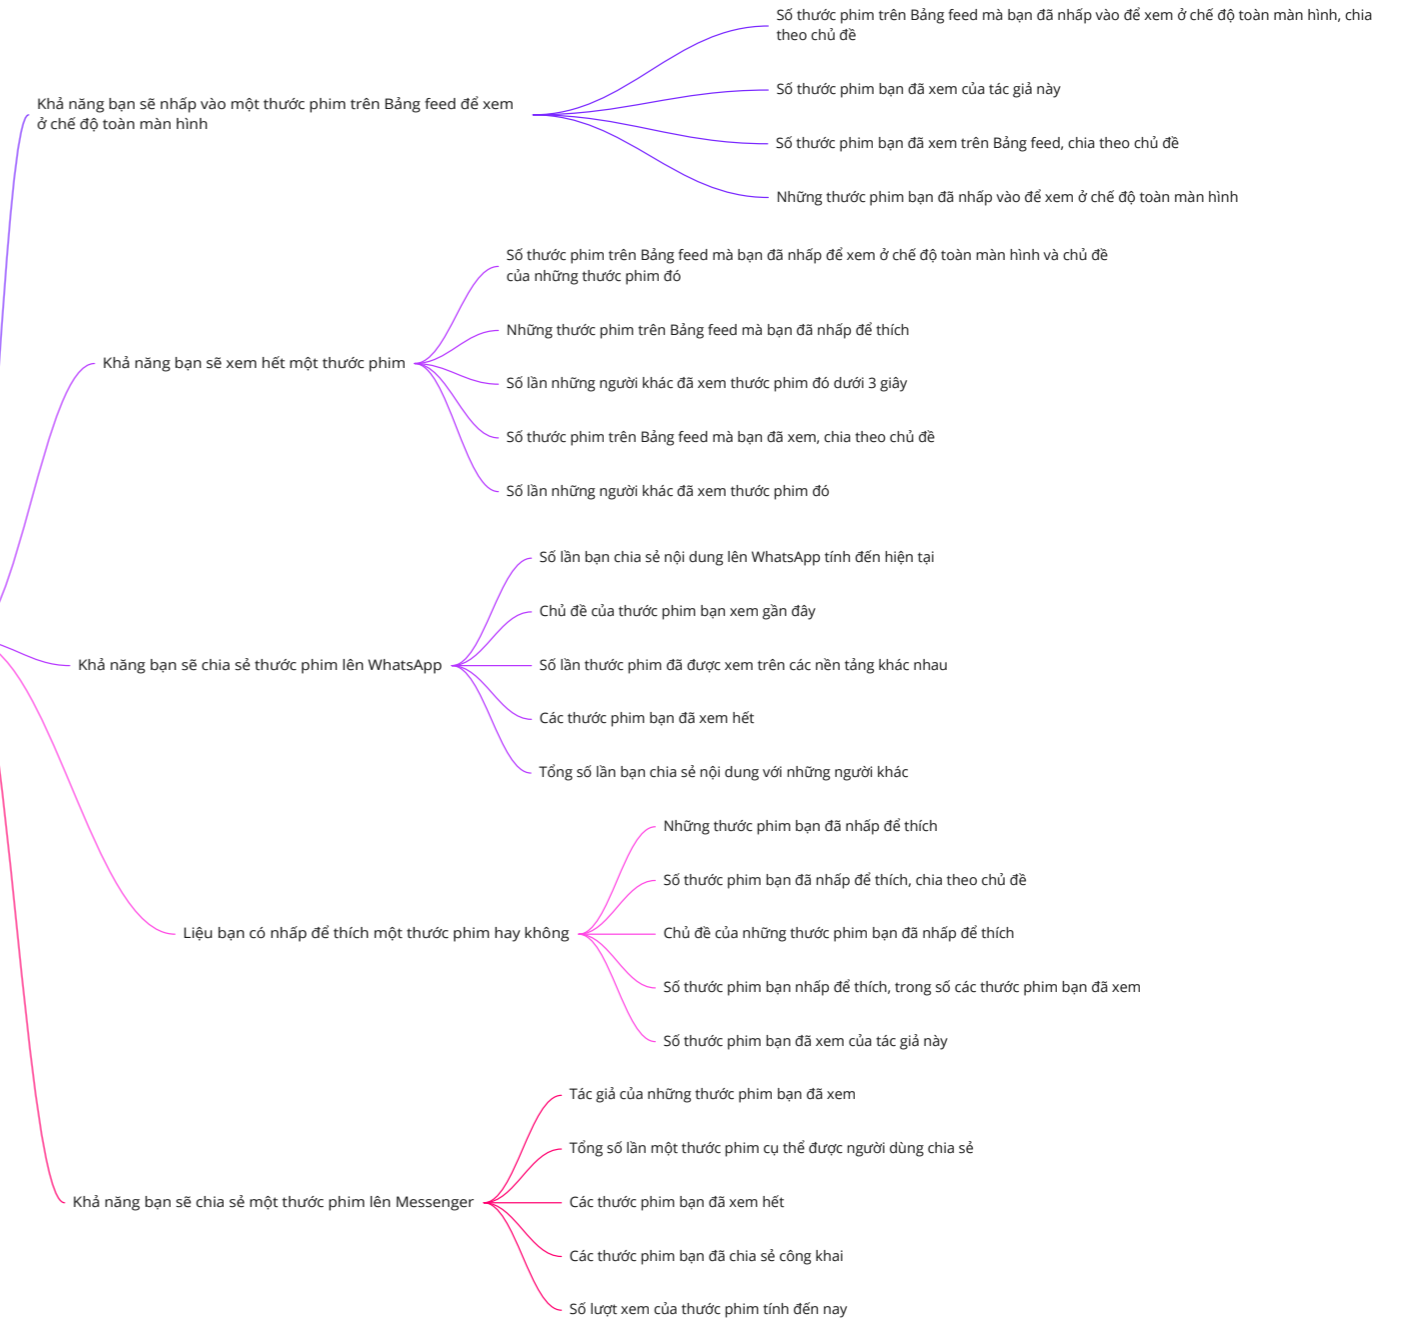 Khả năng bạn sẽ nhấp vào một thước phim trên Bảng feed để xem
ở chế độ toàn màn hình
Số thước phim trên Bảng feed mà bạn đã nhấp vào để xem ở chế độ toàn màn hình, chia
theo chủ đề
Số thước phim bạn đã xem của tác giả này
Số thước phim bạn đã xem trên Bảng feed, chia theo chủ đề
Những thước phim bạn đã nhấp vào để xem ở chế độ toàn màn hình
Khả năng bạn sẽ xem hết một thước phim
Số thước phim trên Bảng feed mà bạn đã nhấp để xem ở chế độ toàn màn hình và chủ đề
của những thước phim đó
Những thước phim trên Bảng feed mà bạn đã nhấp để thích
Số lần những người khác đã xem thước phim đó dưới 3 giây
Số thước phim trên Bảng feed mà bạn đã xem, chia theo chủ đề
Số lần những người khác đã xem thước phim đó
Khả năng bạn sẽ chia sẻ thước phim lên WhatsApp
Số lần bạn chia sẻ nội dung lên WhatsApp tính đến hiện tại
Chủ đề của thước phim bạn xem gần đây
Số lần thước phim đã được xem trên các nền tảng khác nhau
Các thước phim bạn đã xem hết
Tổng số lần bạn chia sẻ nội dung với những người khác
Liệu bạn có nhấp để thích một thước phim hay không
Những thước phim bạn đã nhấp để thích
Số thước phim bạn đã nhấp để thích, chia theo chủ đề
Chủ đề của những thước phim bạn đã nhấp để thích
Số thước phim bạn nhấp để thích, trong số các thước phim bạn đã xem
Số thước phim bạn đã xem của tác giả này
Khả năng bạn sẽ chia sẻ một thước phim lên Messenger
Tác giả của những thước phim bạn đã xem
Tổng số lần một thước phim cụ thể được người dùng chia sẻ
Các thước phim bạn đã xem hết
Các thước phim bạn đã chia sẻ công khai
Số lượt xem của thước phim tính đến nay